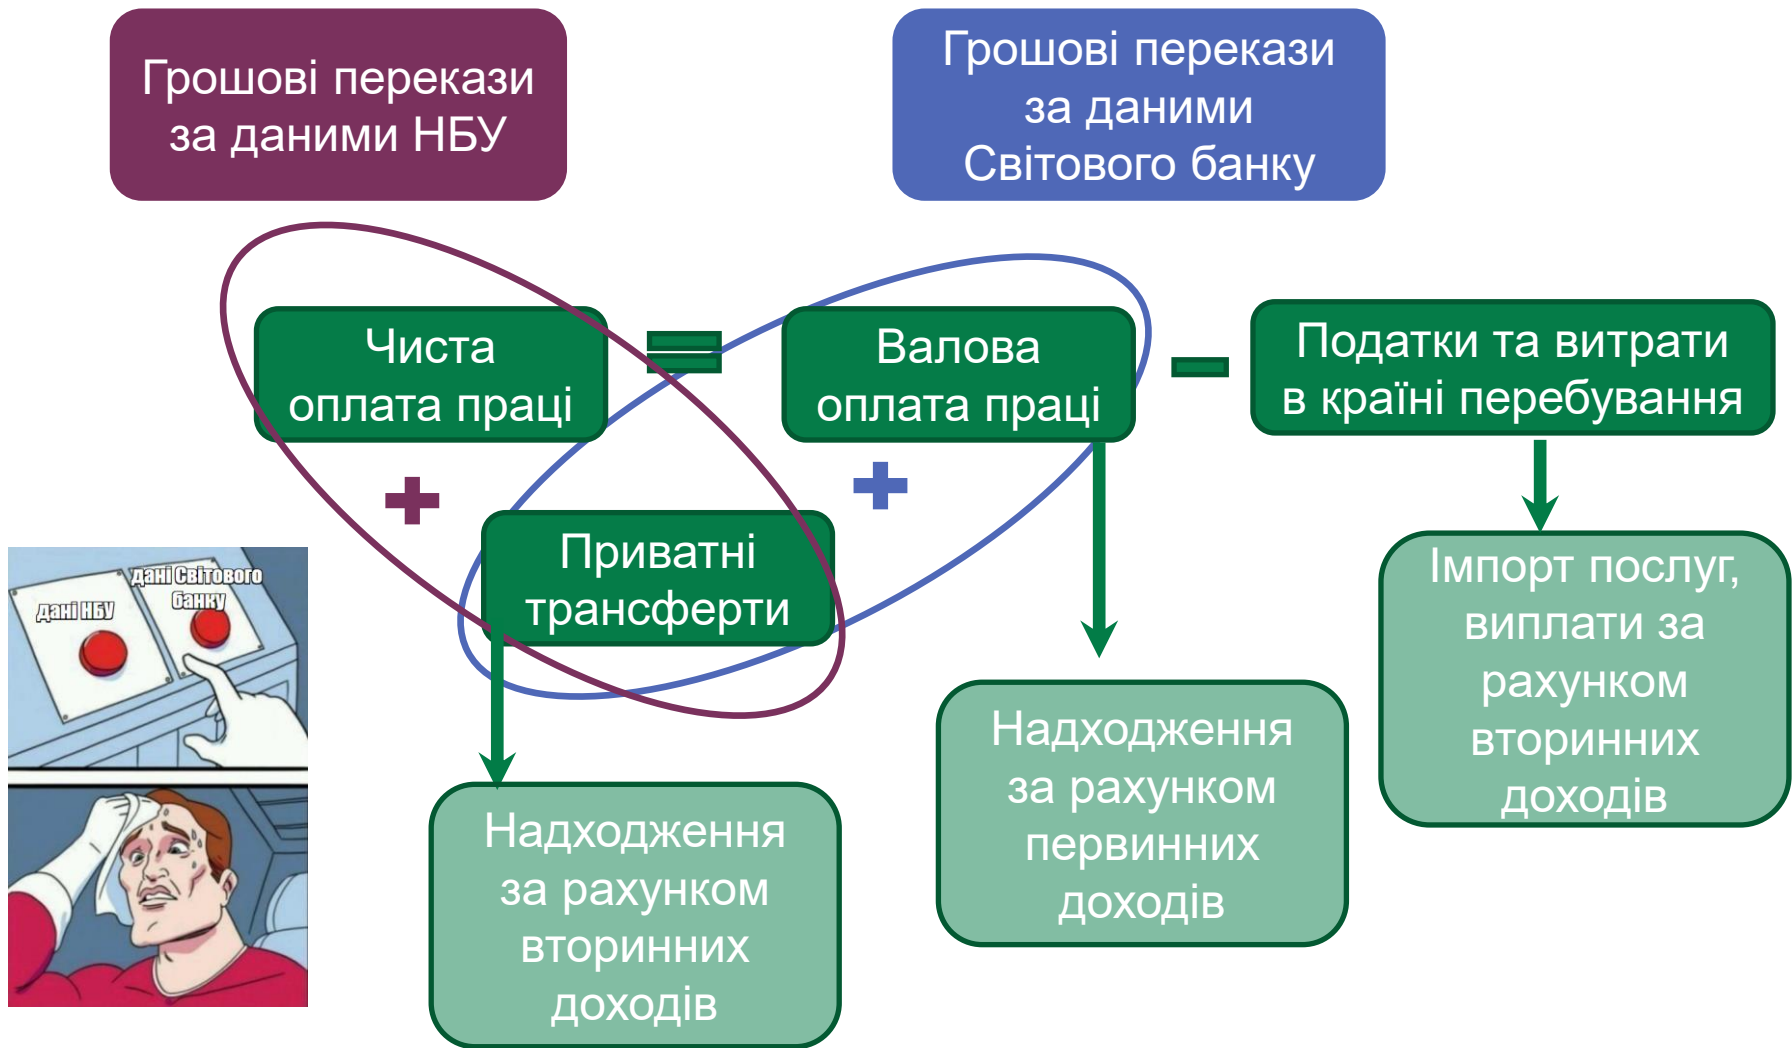 Грошові перекази
за даними НБУ
Грошові перекази
за даними
Світового банку
Чиста
оплата праці
Валова
оплата праці
Податки та витрати
в країні перебування
Приватні
трансферти
дані НБУ
дані Світового
банку
Надходження
за рахунком
вторинних
доходів
Надходження
за рахунком
первинних
доходів
Імпорт послуг,
виплати за
рахунком
вторинних
доходів